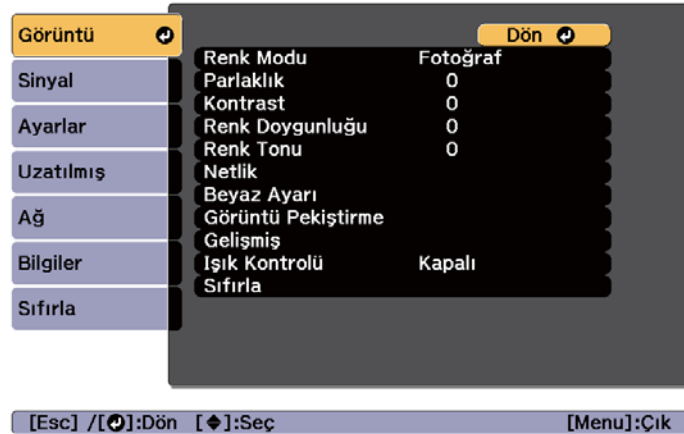 Görüntü
Sinyal
Ayarlar
Uzatılmış
Ağ
Bilgiler
Sıfırla
Dön
Renk Modu Fotoğraf
Parlaklık 0
Kontrast 0
Renk Doygunluğu 0
Renk Tonu 0
Netlik
Beyaz Ayarı
Görüntü Pekiştirme
Gelişmiş
Işık Kontrolü Kapalı
Sıfırla
[Esc] /[⏎]:Dön [◆]:Seç [Menu]:Çık